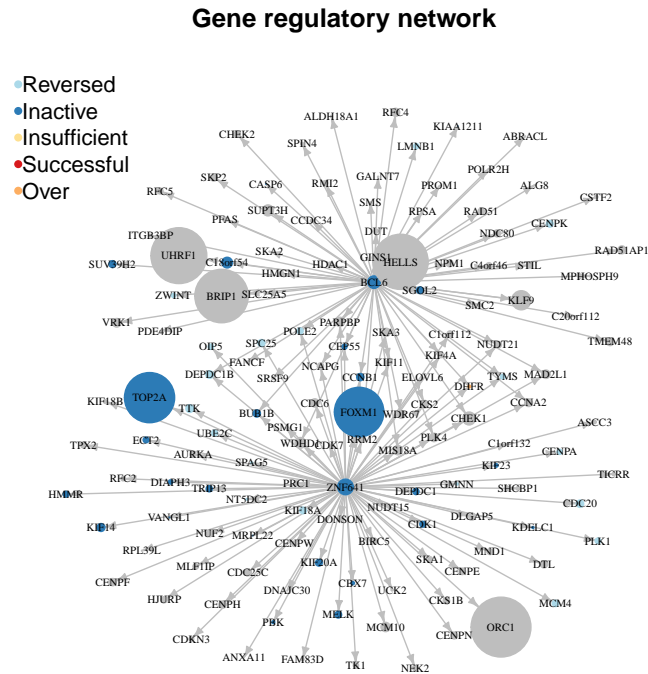 Gene regulatory network
Reversed
Inactive
Insufficient
Successful
Over
RFC4
ALDH18A1
KIAA1211
CHEK2
ABRACL
SPIN4
LMNB1
POLR2H
SKP2
GALNT7
CASP6
RMI2
PROM1
ALG8
RFC5
SMS
CSTF2
SUPT3H
RPSA
RAD51
PFAS
CCDC34
CENPK
DUT
NDC80
ITGB3BP
SKA2
GINS1
RAD51AP1
UHRF1
HELLS
C18orf54
HDAC1
NPM1
C4orf46
STIL
SUV39H2
HMGN1
MPHOSPH9
BCL6
SGOL2
ZWINT
BRIP1
SLC25A5
KLF9
SMC2
C20orf112
VRK1
PDE4DIP
PARPBP
POLE2
SKA3
C1orf112
TMEM48
OIP5
SPC25
CEP55
NUDT21
KIF4A
FANCF
NCAPG
KIF11
DEPDC1B
SRSF9
CCNB1
ELOVL6
TYMS
MAD2L1
DHFR
TOP2A
KIF18B
TTK
CDC6
CKS2
CCNA2
BUB1B
FOXM1
WDR67
CHEK1
PSMG1
ASCC3
UBE2C
ECT2
WDHD1
CDK7
RRM2
PLK4
C1orf132
TPX2
AURKA
MIS18A
CENPA
SPAG5
KIF23
RFC2
DIAPH3
TRIP13
PRC1
ZNF641
DEPDC1
GMNN
SHCBP1
TICRR
HMMR
NT5DC2
CDC20
KIF18A
NUDT15
VANGL1
DONSON
DLGAP5
KDELC1
KIF14
CDK1
NUF2
MRPL22
CENPW
BIRC5
PLK1
RPL39L
MND1
SKA1
MLF1IP
KIF20A
DTL
CDC25C
CENPE
CENPF
CBX7
DNAJC30
UCK2
HJURP
CENPH
CKS1B
MCM4
MELK
PBK
MCM10
ORC1
CDKN3
CENPN
ANXA11
FAM83D
TK1
NEK2